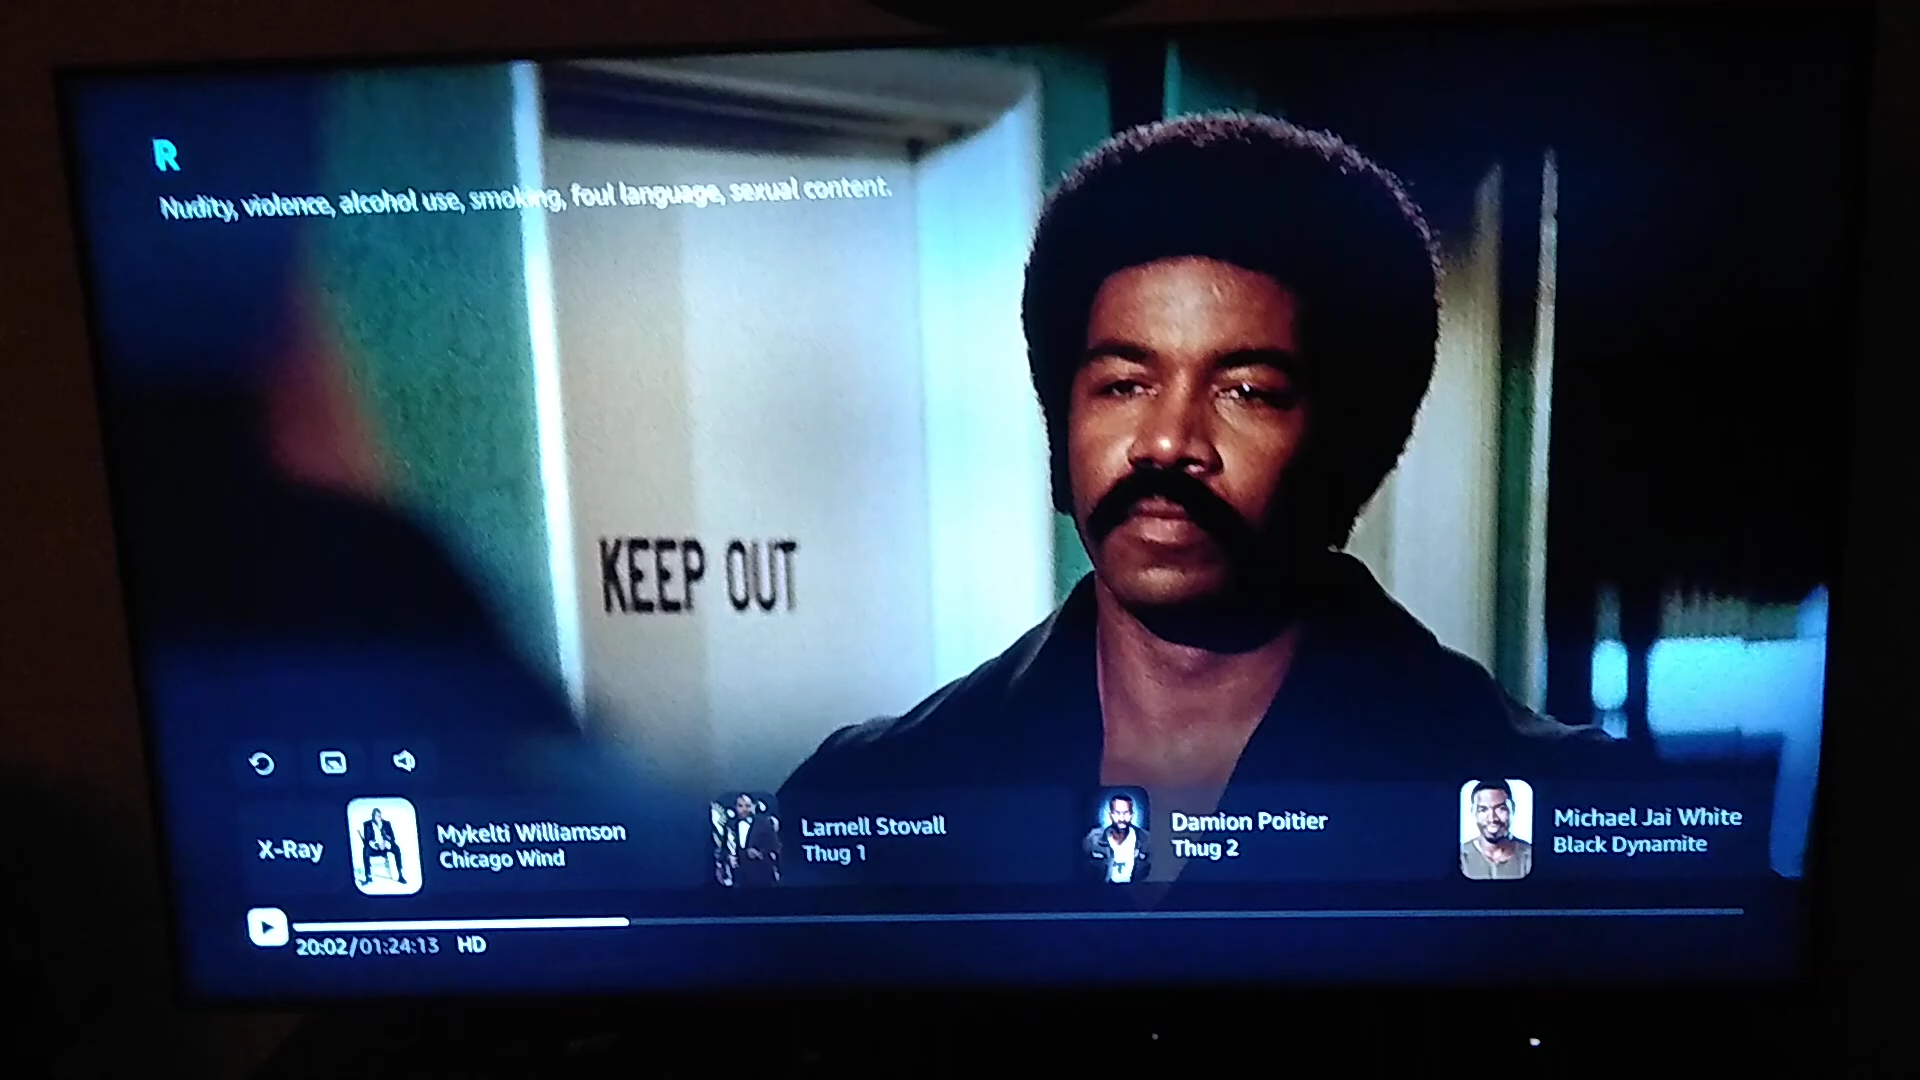 R
Nudity, violence, alcohol use, smoking, foul language, sexual content.
KEEP OUT
X-Ray
Mykelti Williamson
Chicago Wind
Larnell Stovall
Thug 1
Damion Poitier
Thug 2
Michael Jai White
Black Dynamite
20:02/01:24:13 HD